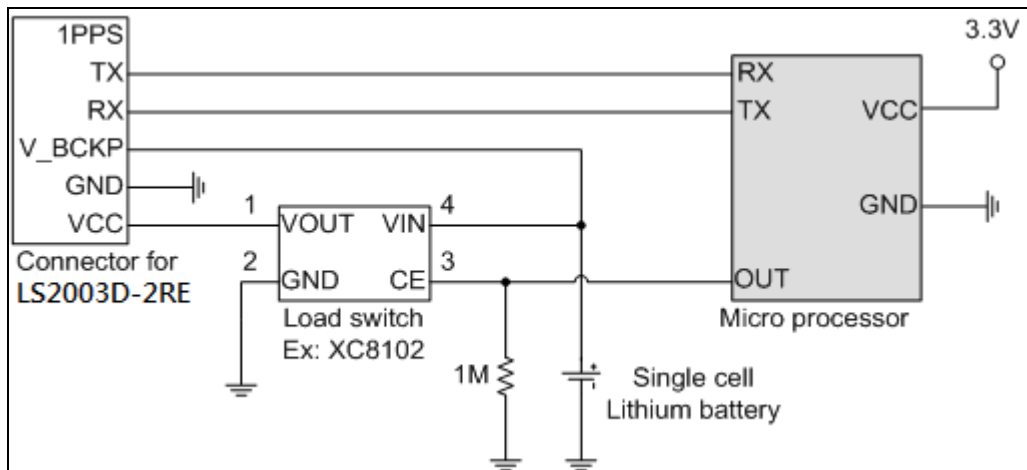 1PPS
TX
RX
V_BCKP
GND
VCC
Connector for
LS2003D-2RE
1
2
VOUT
VIN
GND
CE
4
3
Load switch
Ex: XC8102
1M
+
-
Single cell
Lithium battery
RX
TX
VCC
GND
OUT
Micro processor
3.3V